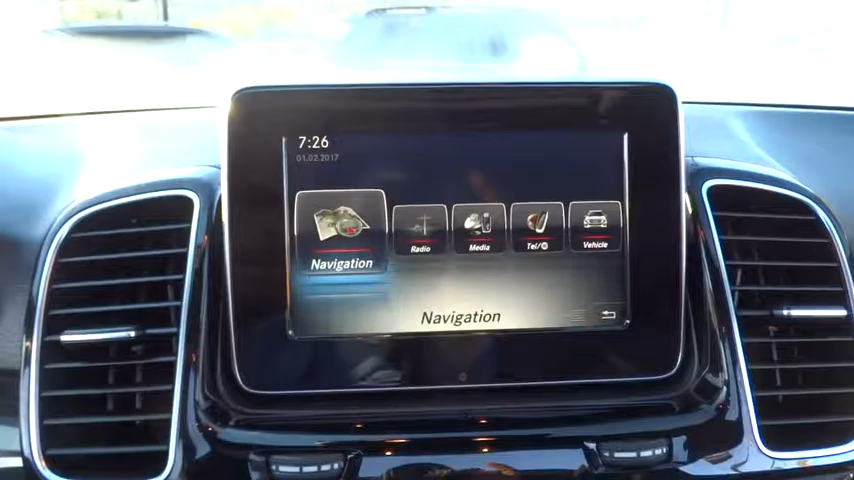 7:26
01.02.2017
Navigation
Radio
Media
Tel/
Vehicle
Navigation